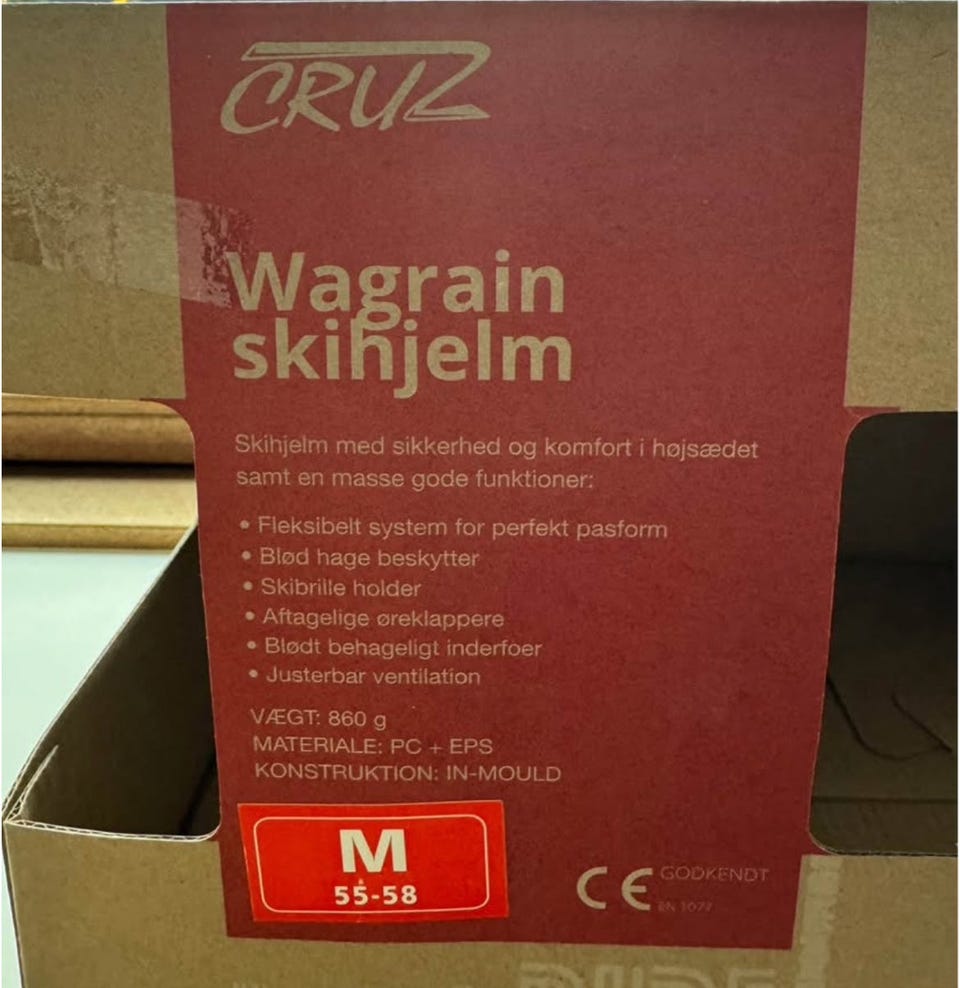 CRUZ
Wagrain
skihjelm
Skihjelm med sikkerhed og komfort i højsædet
samt en masse gode funktioner:
• Fleksibelt system for perfekt pasform
• Blød hage beskytter
• Skibrille holder
• Aftagelige øreklappere
• Blødt behageligt inderfoer
• Justerbar ventilation
VÆGT: 860 g
MATERIALE: PC + EPS
KONSTRUKTION: IN-MOULD
M
55-58
CE GODKENDT
EN 1077